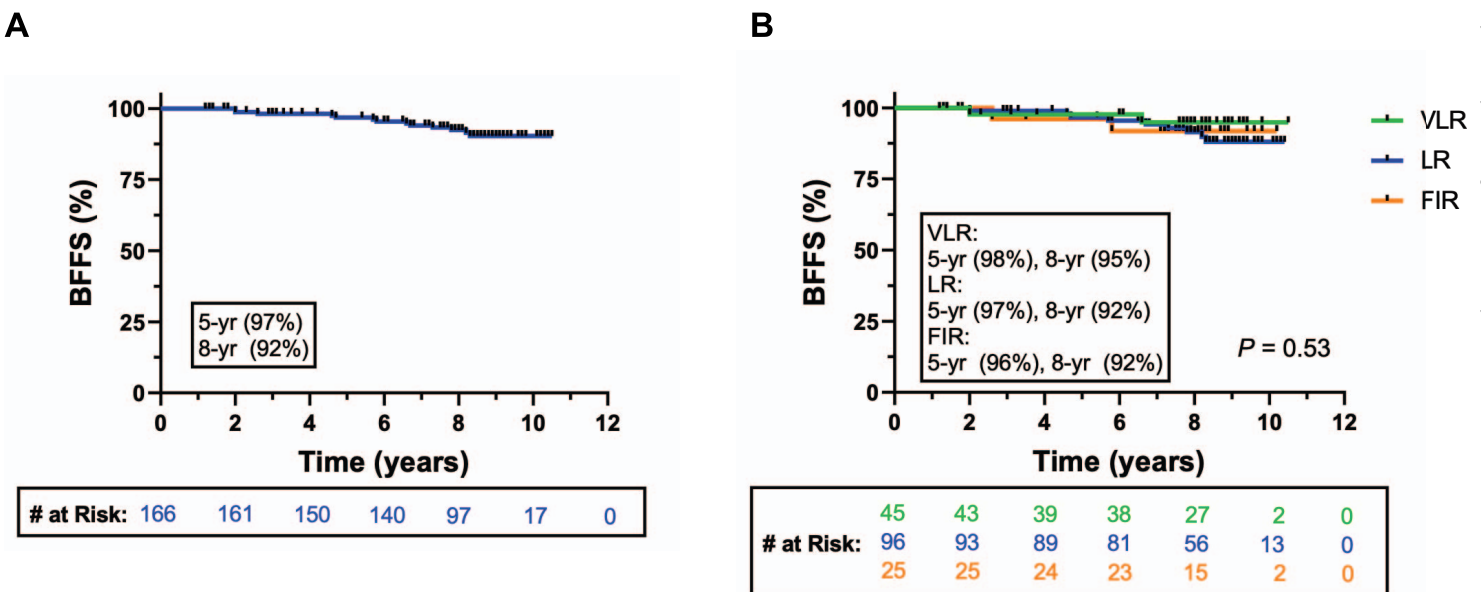 A
100
75
50
25
0
BFFS (%)
5-yr (97%)
8-yr (92%)
0 2 4 6 8 10 12
Time (years)
# at Risk: 166 161 150 140 97 17 0
B
100
75
50
25
0
BFFS (%)
VLR:
5-yr (98%), 8-yr (95%)
LR:
5-yr (97%), 8-yr (92%)
FIR:
5-yr (96%), 8-yr (92%)
P = 0.53
0 2 4 6 8 10 12
Time (years)
VLR
LR
FIR
45 43 39 38 27 2 0
# at Risk: 96 93 89 81 56 13 0
25 25 24 23 15 2 0